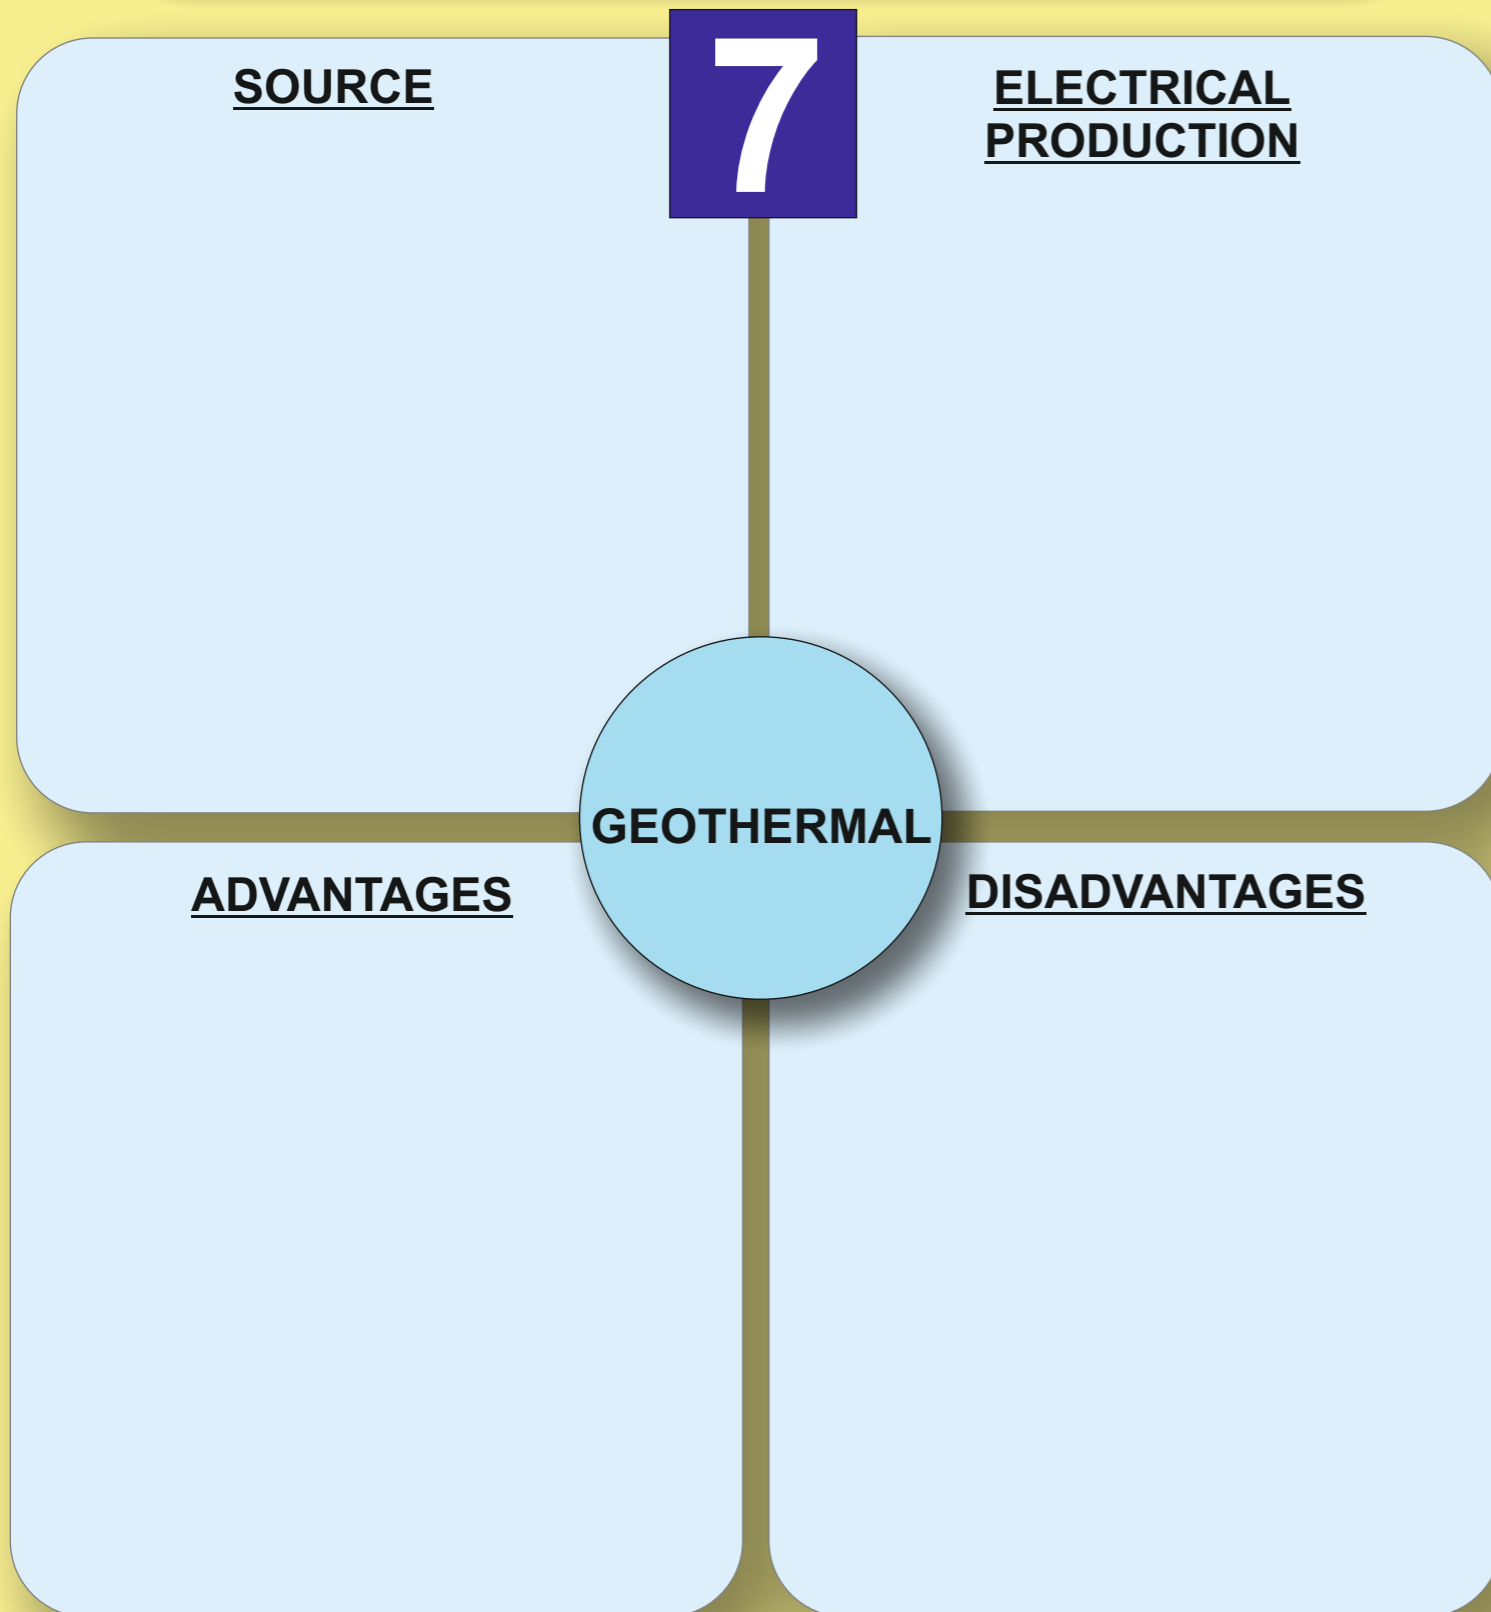 7
SOURCE
ELECTRICAL
PRODUCTION
GEOTHERMAL
ADVANTAGES
DISADVANTAGES